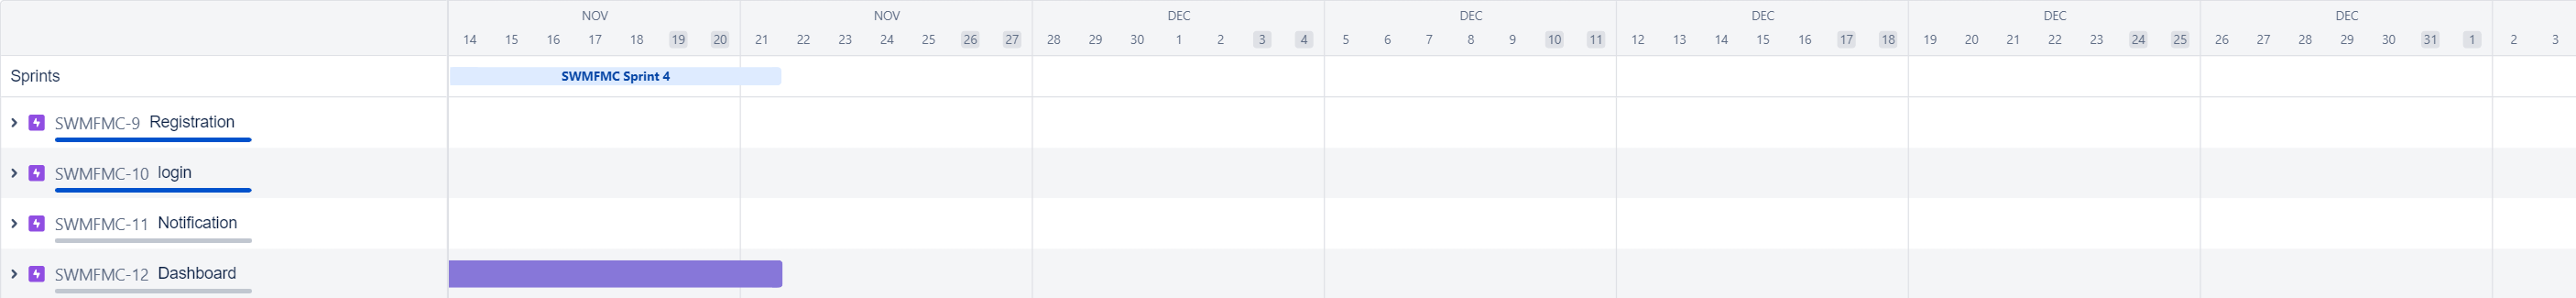 NOV NOV DEC DEC DEC DEC DEC
14 15 16 17 18 19 20 21 22 23 24 25 26 27 28 29 30 1 2 3 4 5 6 7 8 9 10 11 12 13 14 15 16 17 18 19 20 21 22 23 24 25 26 27 28 29 30 31 1 2 3
Sprints SWMFMC Sprint 4
SWMFMC-9 Registration
SWMFMC-10 login
SWMFMC-11 Notification
SWMFMC-12 Dashboard